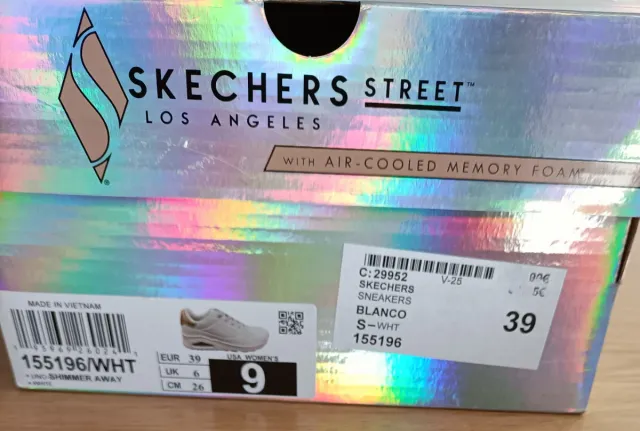 SKECHERS STREET™
LOS ANGELES
®
WITH AIR-COOLED MEMORY FOAM
C:29952
V-25
SKECHERS
SNEAKERS
BLANCO
S-WHT
155196
39
MADE IN VIETNAM
155196/WHT
UNO-SHIMMER AWAY
EUR 39
UK 6
CM 26
USA WOMEN'S
9